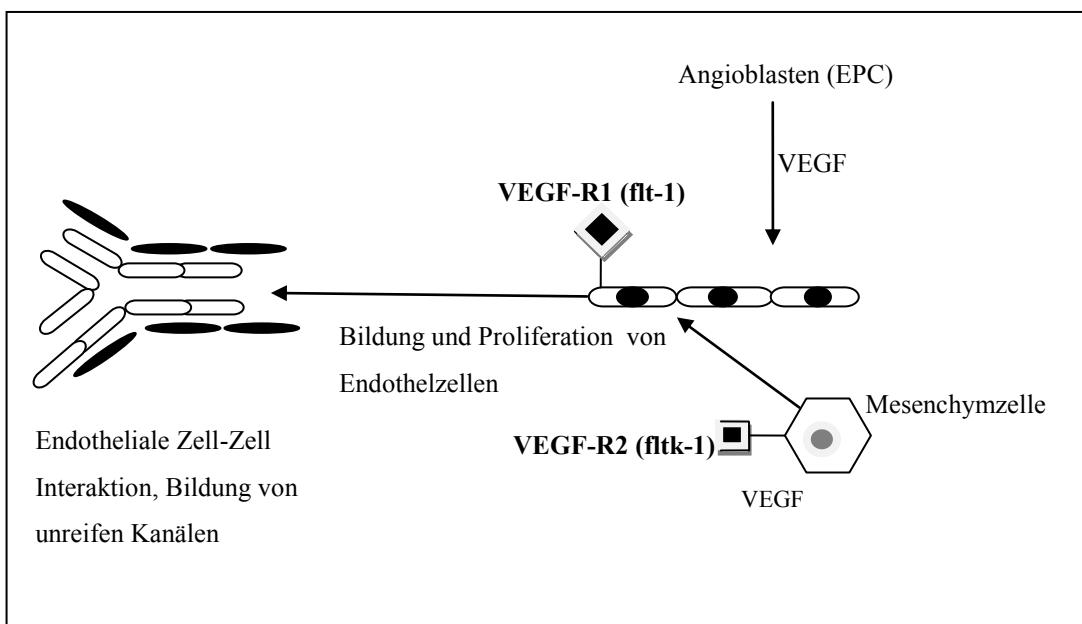 Angioblasten (EPC)
VEGF
VEGF-R1 (flt-1)
Bildung und Proliferation von
Endothelzellen
Mesenchymzelle
VEGF-R2 (fltk-1)
VEGF
Endotheliale Zell-Zell
Interaktion, Bildung von
unreifen Kanälen